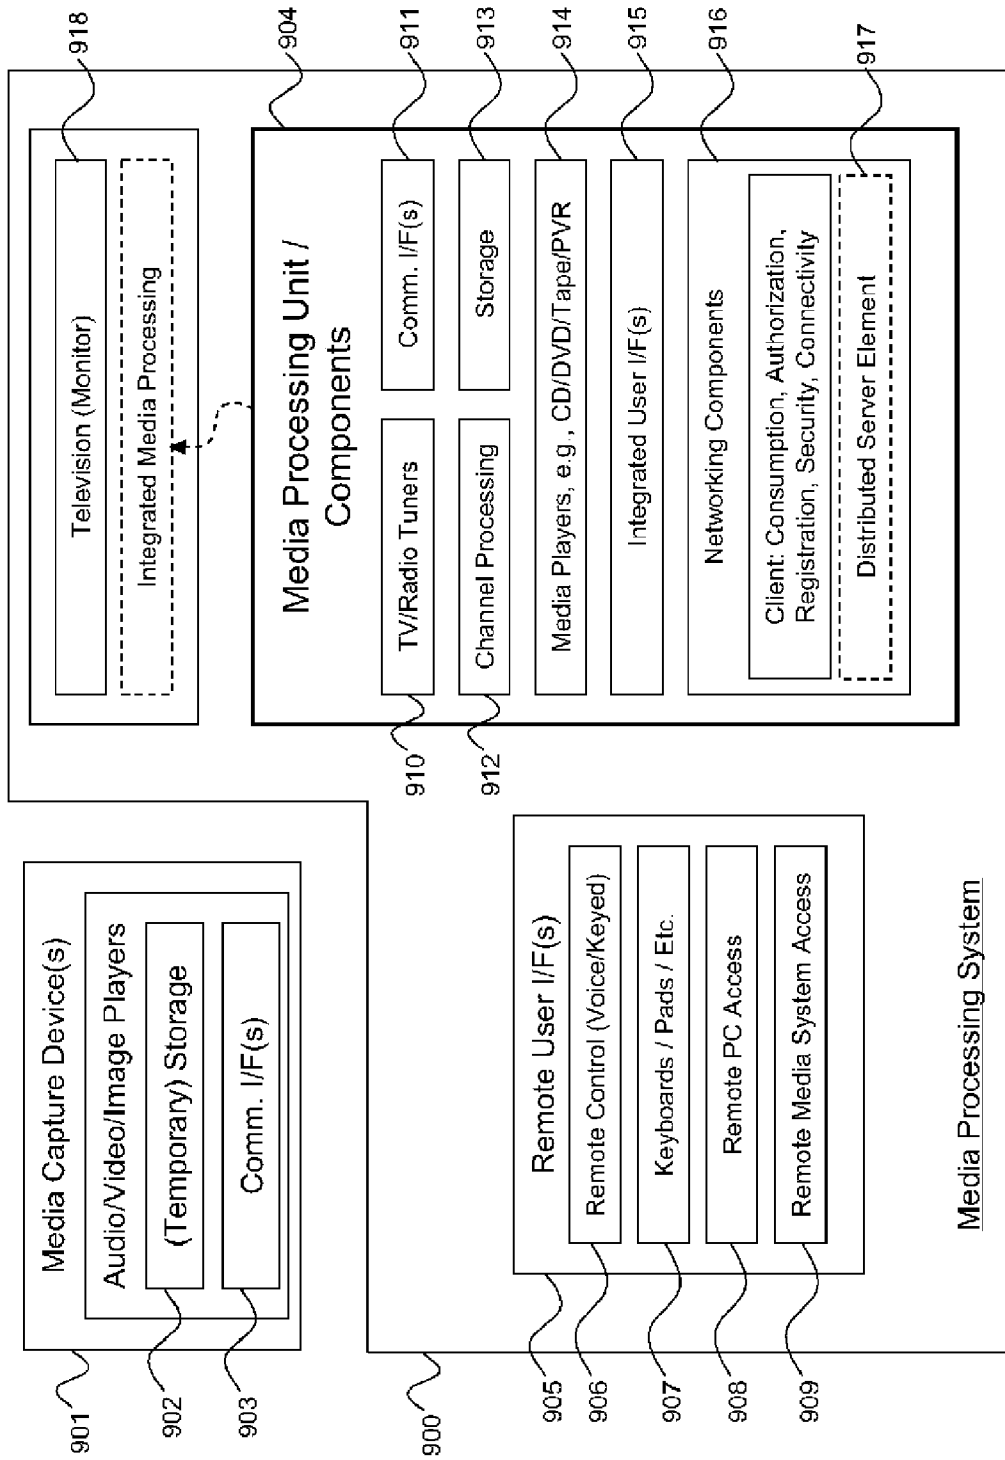 Media Capture Device(s)
Audio/Video/Image Players
(Temporary) Storage
Comm. I/F(s)
901
902
903
900
Remote User I/F(s)
Remote Control (Voice/Keyed)
Keyboards / Pads / Etc.
Remote PC Access
Remote Media System Access
905
906
907
908
909
Media Processing System
Television (Monitor)
Integrated Media Processing
918
Media Processing Unit /
Components
904
TV/Radio Tuners
Comm. I/F(s)
910
911
Channel Processing
Storage
912
913
Media Players, e.g., CD/DVD/Tape/PVR
914
Integrated User I/F(s)
915
Networking Components
916
Client: Consumption, Authorization,
Registration, Security, Connectivity
Distributed Server Element
917